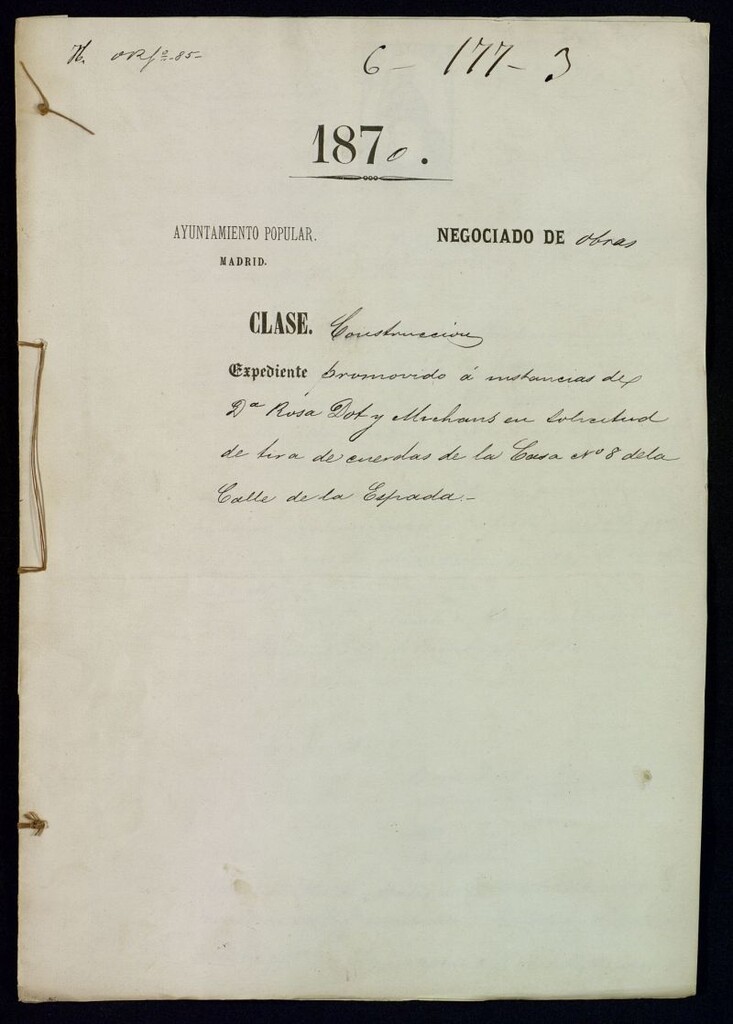 6 - 177 - 3
1870.
AYUNTAMIENTO POPULAR.
MADRID.
NEGOCIADO DE obras
CLASE. Construccion
Expediente promovido á instancias de
Dª Rosa Dot y Michans en solicitud
de tira de cuerdas de la Casa Nº 8 de la
Calle de la Espada.-